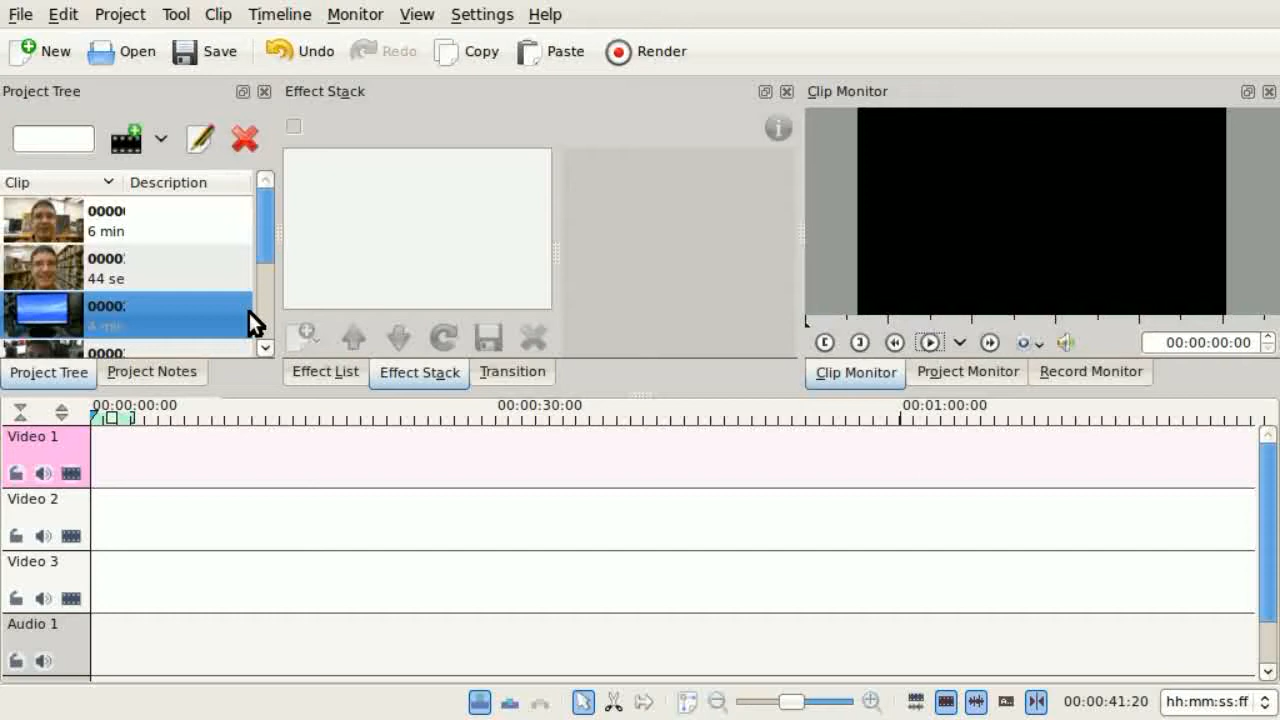 File Edit Project Tool Clip Timeline Monitor View Settings Help
New Open Save Undo Redo Copy Paste Render
Project Tree Effect Stack Clip Monitor
Clip Description
0000
6 min
0000
44 se
0000
0000
00:00:00:00
Project Tree Project Notes Effect List Effect Stack Transition Clip Monitor Project Monitor Record Monitor
00:00:00:00 00:00:30:00 00:01:00:00
Video 1
Video 2
Video 3
Audio 1
00:00:41:20 hh:mm:ss:ff